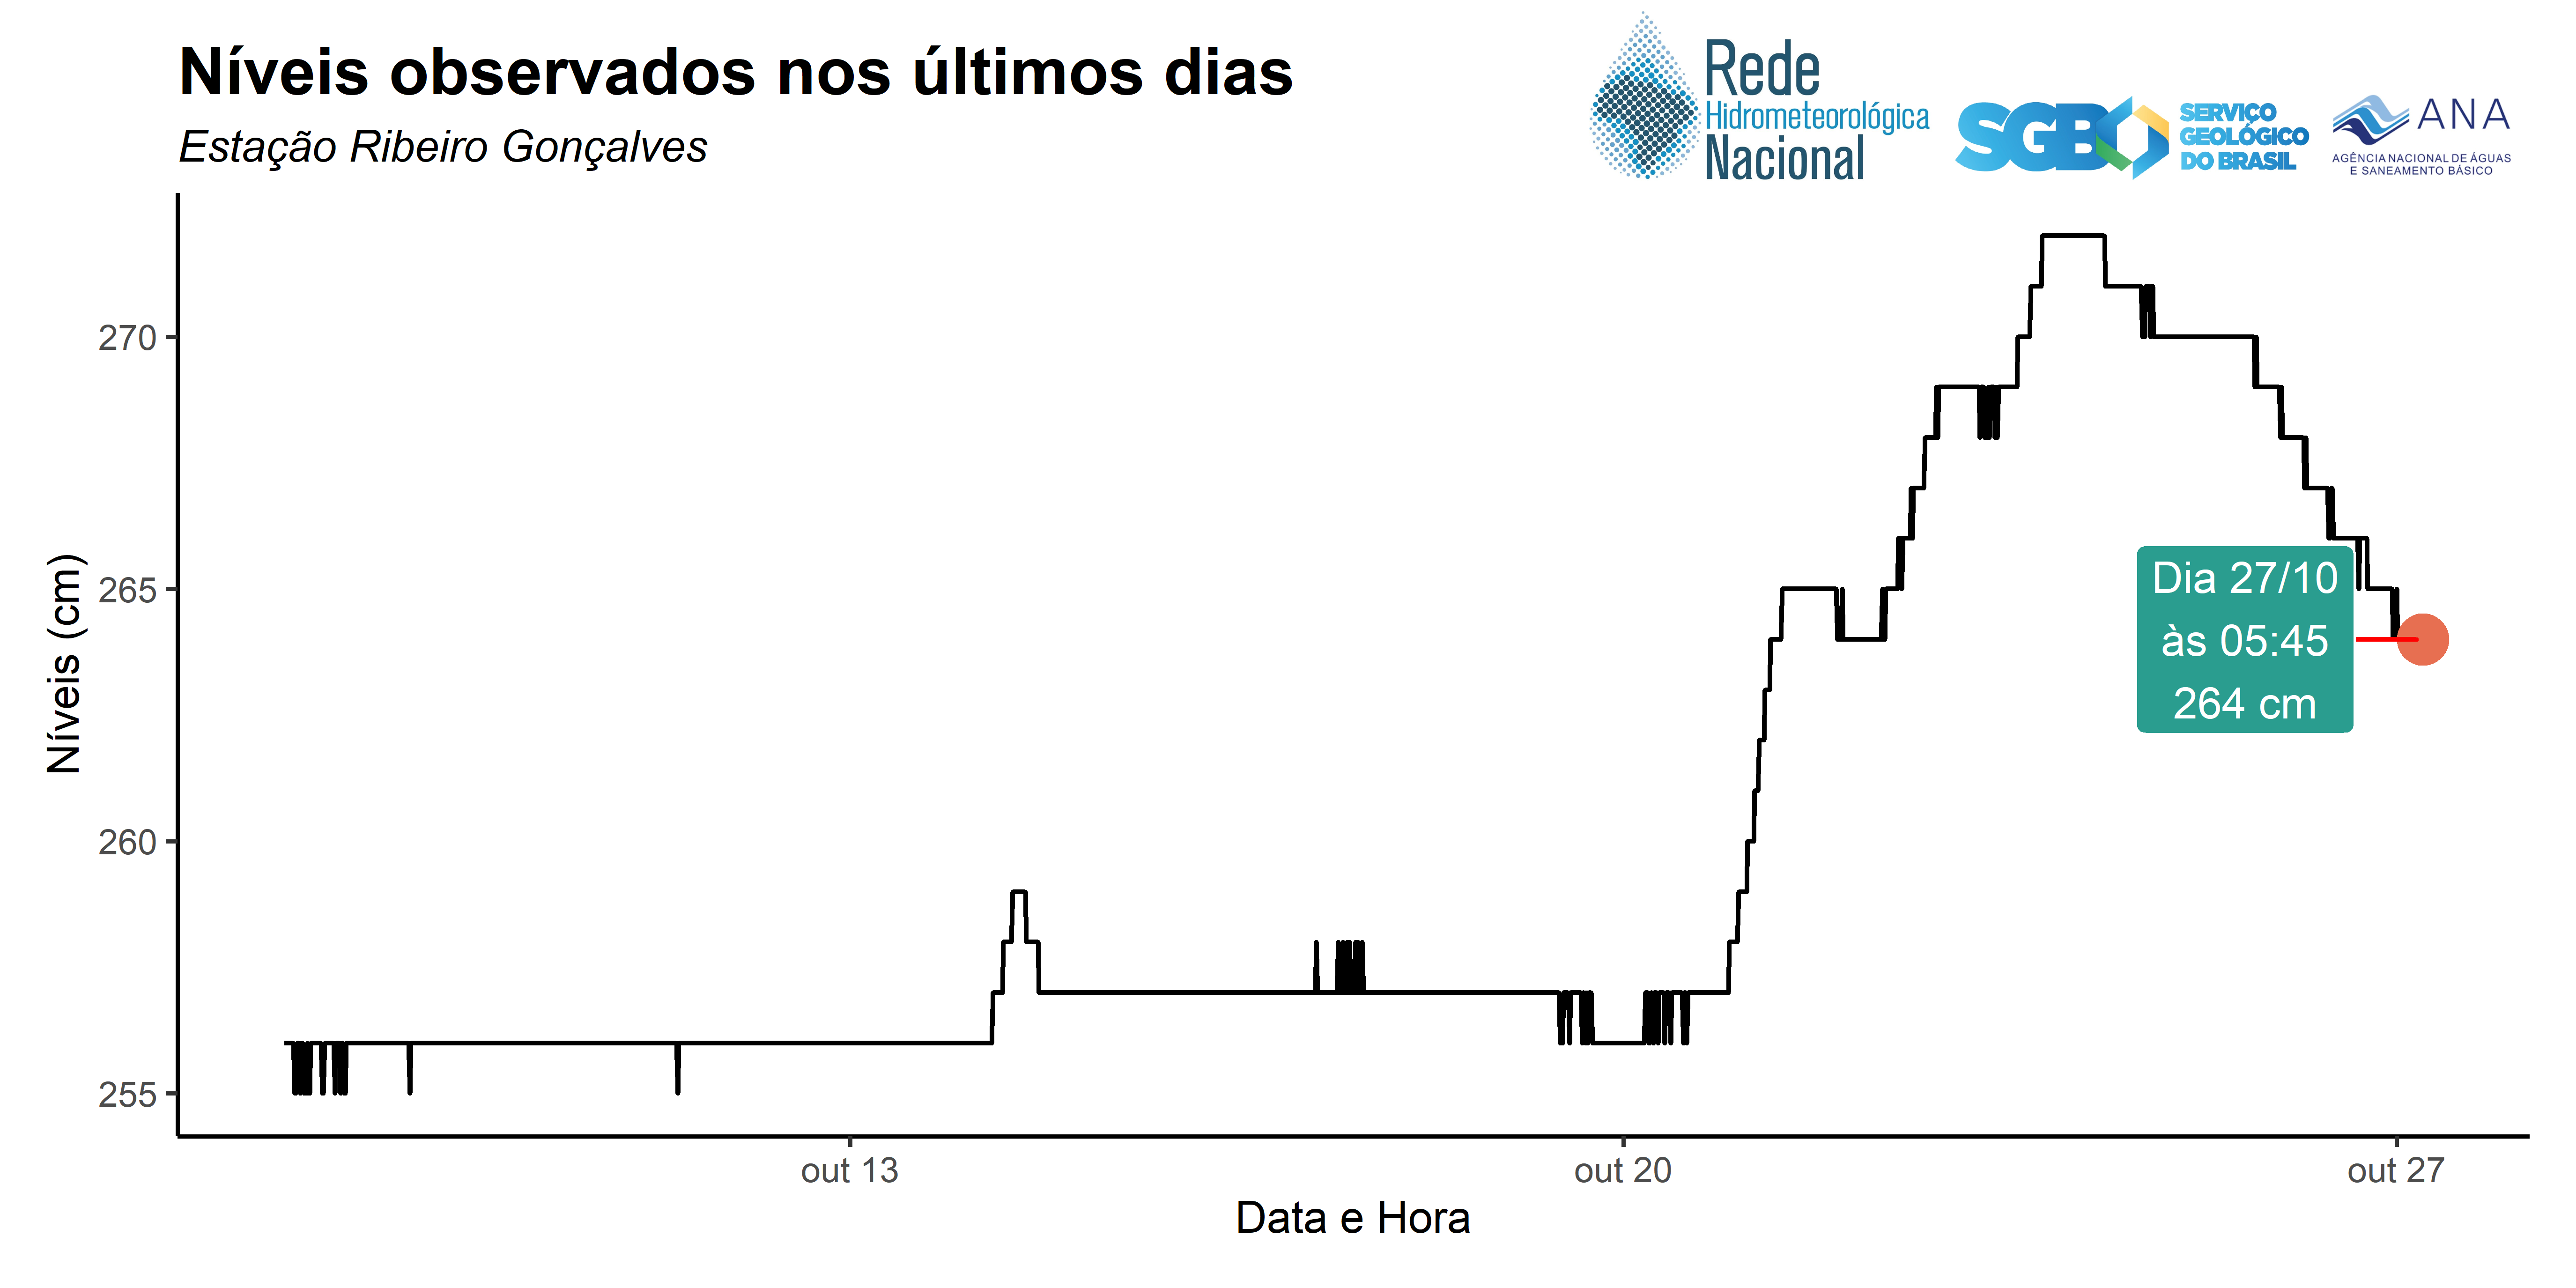 Níveis observados nos últimos dias
Estação Ribeiro Gonçalves
Rede
Hidrometeorológica
Nacional
SGB
SERVIÇO
GEOLÓGICO
DO BRASIL
ANA
AGÊNCIA NACIONAL DE ÁGUAS
E SANEAMENTO BÁSICO
Níveis (cm)
270
265
260
255
Dia 27/10
às 05:45
264 cm
out 13
out 20
out 27
Data e Hora